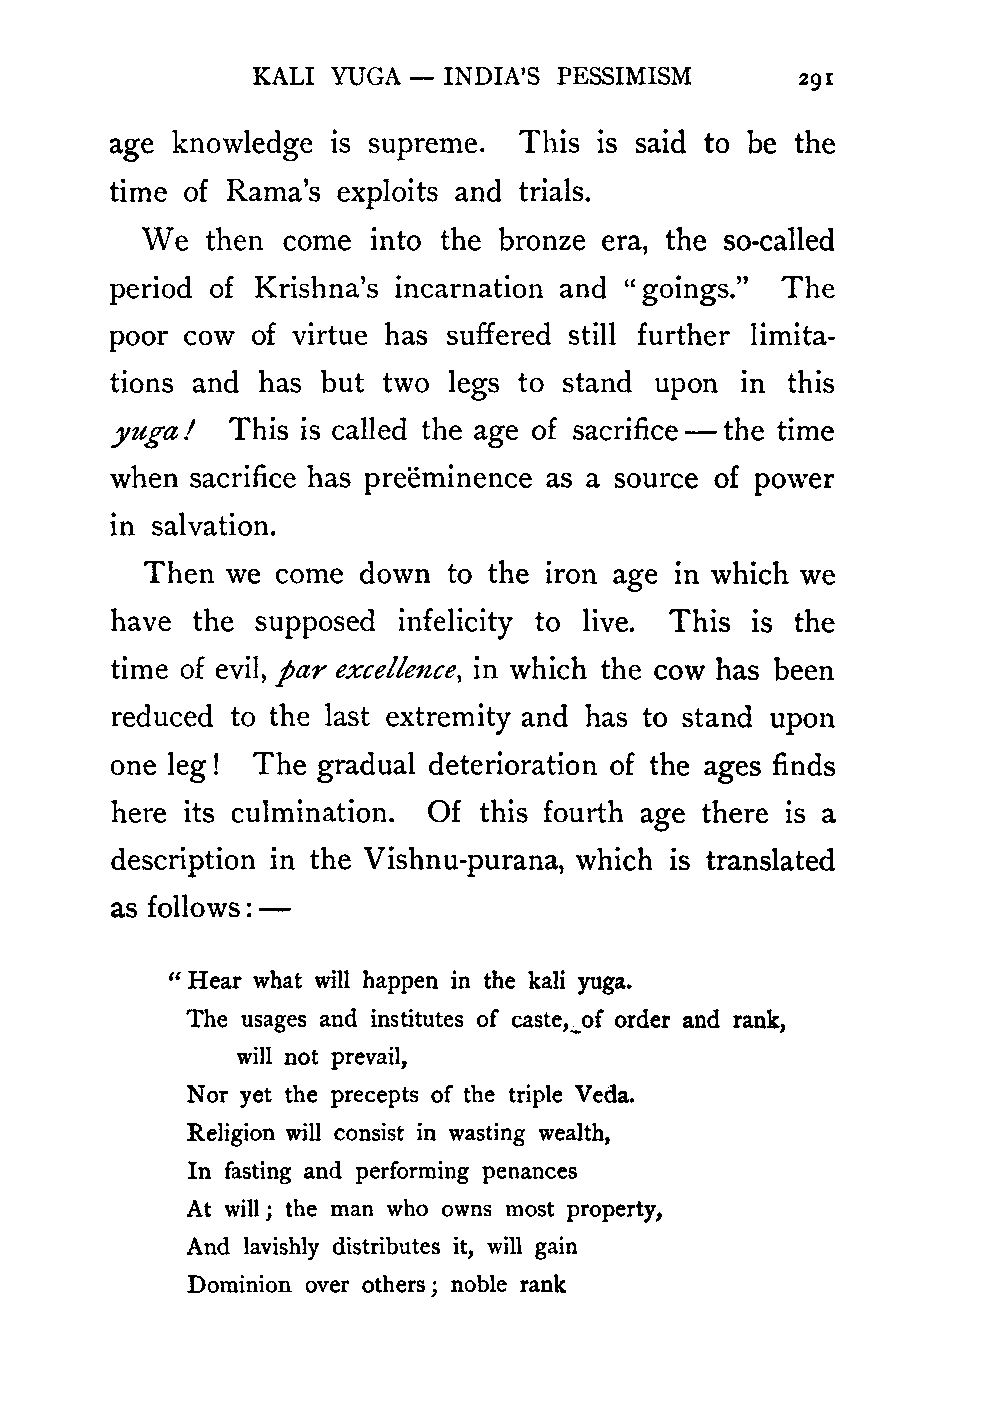 KALI YUGA — INDIA'S PESSIMISM 291
age knowledge is supreme. This is said to be the
time of Rama's exploits and trials.
We then come into the bronze era, the so-called
period of Krishna's incarnation and "goings." The
poor cow of virtue has suffered still further limita-
tions and has but two legs to stand upon in this
yuga! This is called the age of sacrifice — the time
when sacrifice has preëminence as a source of power
in salvation.
Then we come down to the iron age in which we
have the supposed infelicity to live. This is the
time of evil, par excellence, in which the cow has been
reduced to the last extremity and has to stand upon
one leg! The gradual deterioration of the ages finds
here its culmination. Of this fourth age there is a
description in the Vishnu-purana, which is translated
as follows: —
"Hear what will happen in the kali yuga.
The usages and institutes of caste, of order and rank,
will not prevail,
Nor yet the precepts of the triple Veda.
Religion will consist in wasting wealth,
In fasting and performing penances
At will; the man who owns most property,
And lavishly distributes it, will gain
Dominion over others; noble rank